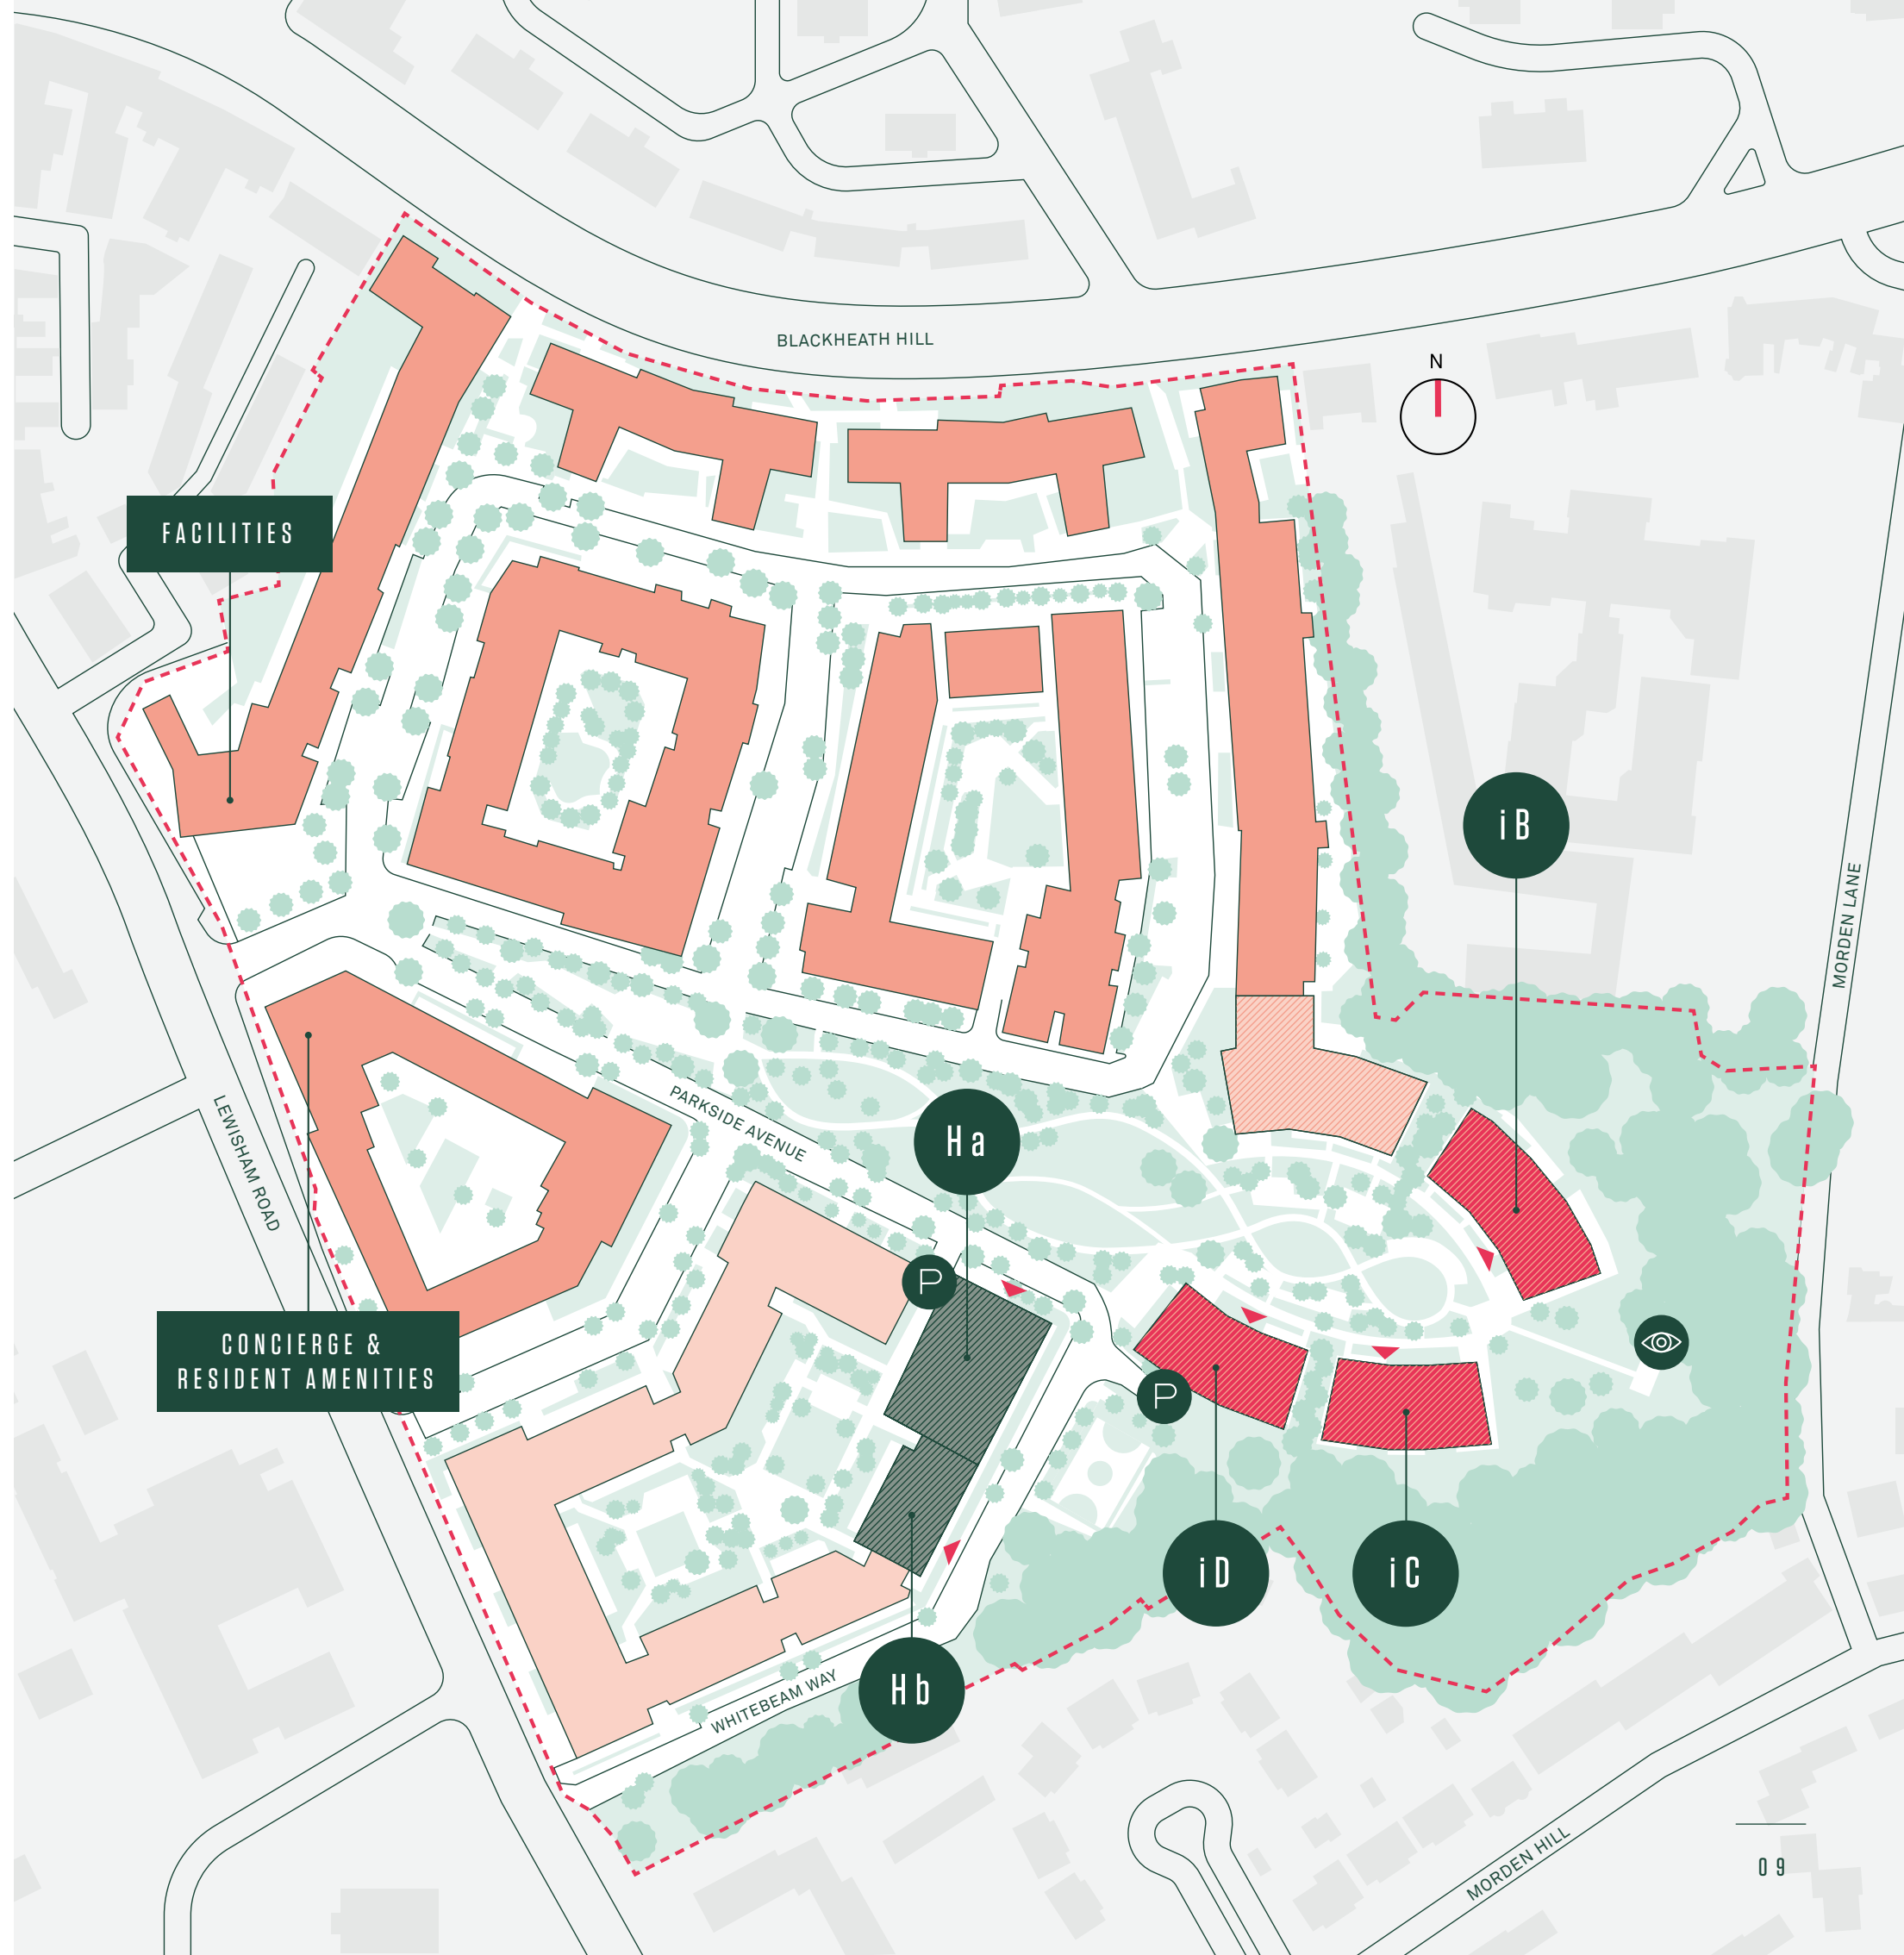 BLACKHEATH HILL
N
FACILITIES
iB
MORDEN LANE
LEWISHAM ROAD
PARKSIDE AVENUE
Ha
P
CONCIERGE &
RESIDENT AMENITIES
P
iD
iC
Hb
WHITEBEAM WAY
MORDEN HILL
09